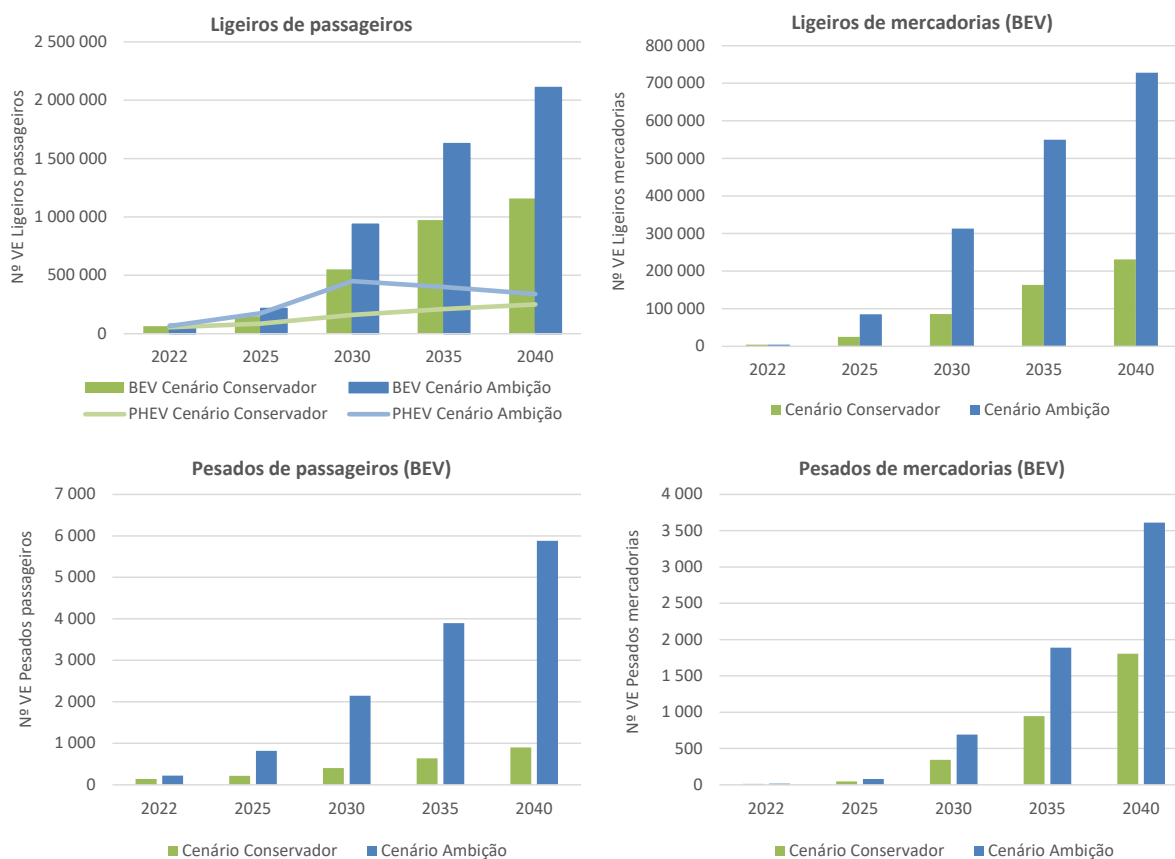 Ligeiros de passageiros
Nº VE Ligeiros passageiros
2 500 000
2 000 000
1 500 000
1 000 000
500 000
0
2022 2025 2030 2035 2040
BEV Cenário Conservador BEV Cenário Ambição
PHEV Cenário Conservador PHEV Cenário Ambição
Ligeiros de mercadorias (BEV)
Nº VE Ligeiros mercadorias
800 000
700 000
600 000
500 000
400 000
300 000
200 000
100 000
0
2022 2025 2030 2035 2040
Cenário Conservador Cenário Ambição
Pesados de passageiros (BEV)
Nº VE Pesados passageiros
7 000
6 000
5 000
4 000
3 000
2 000
1 000
0
2022 2025 2030 2035 2040
Cenário Conservador Cenário Ambição
Pesados de mercadorias (BEV)
Nº VE Pesados mercadorias
4 000
3 500
3 000
2 500
2 000
1 500
1 000
500
0
2022 2025 2030 2035 2040
Cenário Conservador Cenário Ambição